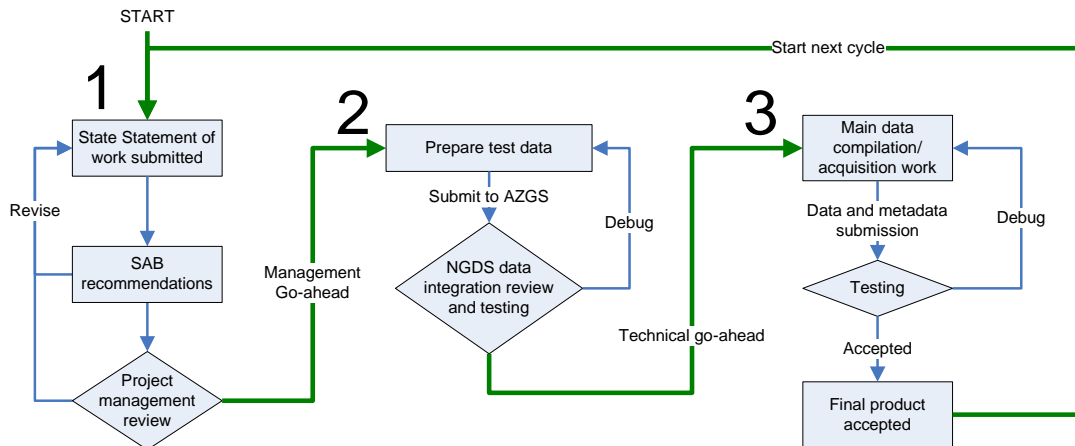 START
Start next cycle
1
State Statement of
work submitted
Revise
SAB
recommendations
Project
management
review
Management
Go-ahead
2
Prepare test data
Submit to AZGS
Debug
NGDS data
integration review
and testing
Technical go-ahead
3
Main data
compilation/
acquisition work
Data and metadata
submission
Debug
Testing
Accepted
Final product
accepted